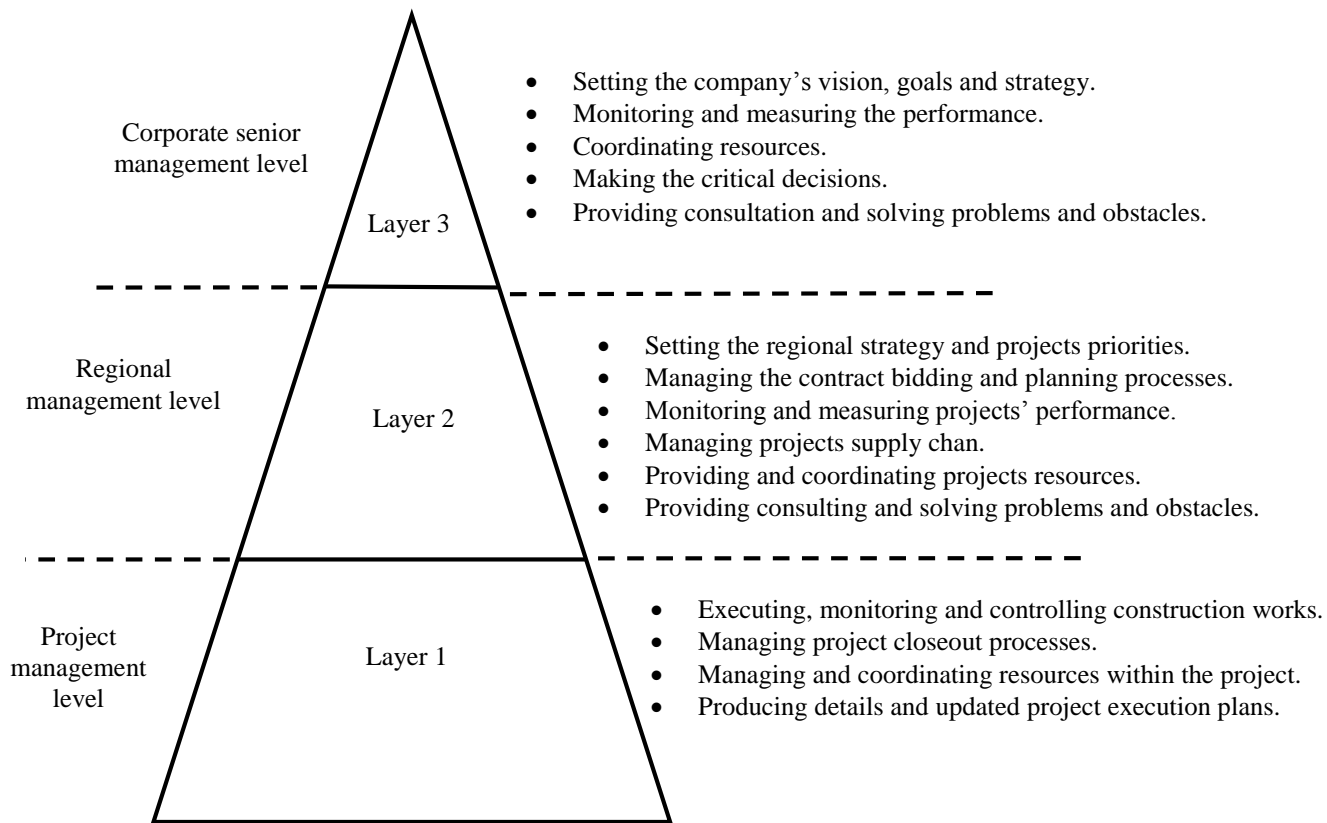 Corporate senior
management level
Layer 3
• Setting the company’s vision, goals and strategy.
• Monitoring and measuring the performance.
• Coordinating resources.
• Making the critical decisions.
• Providing consultation and solving problems and obstacles.
Regional
management level
Layer 2
• Setting the regional strategy and projects priorities.
• Managing the contract bidding and planning processes.
• Monitoring and measuring projects’ performance.
• Managing projects supply chan.
• Providing and coordinating projects resources.
• Providing consulting and solving problems and obstacles.
Project
management
level
Layer 1
• Executing, monitoring and controlling construction works.
• Managing project closeout processes.
• Managing and coordinating resources within the project.
• Producing details and updated project execution plans.